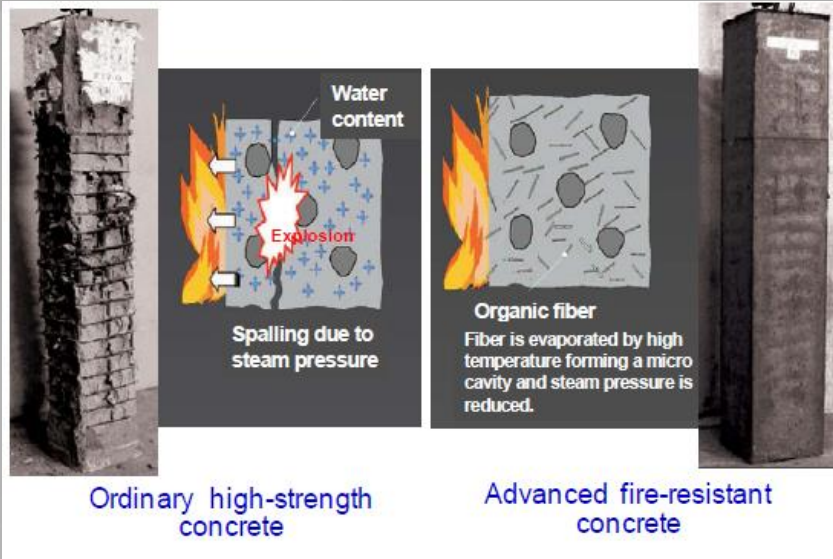 Water
content
Explosion
Spalling due to
steam pressure
Organic fiber
Fiber is evaporated by high
temperature forming a micro
cavity and steam pressure is
reduced.
Ordinary high-strength
concrete
Advanced fire-resistant
concrete